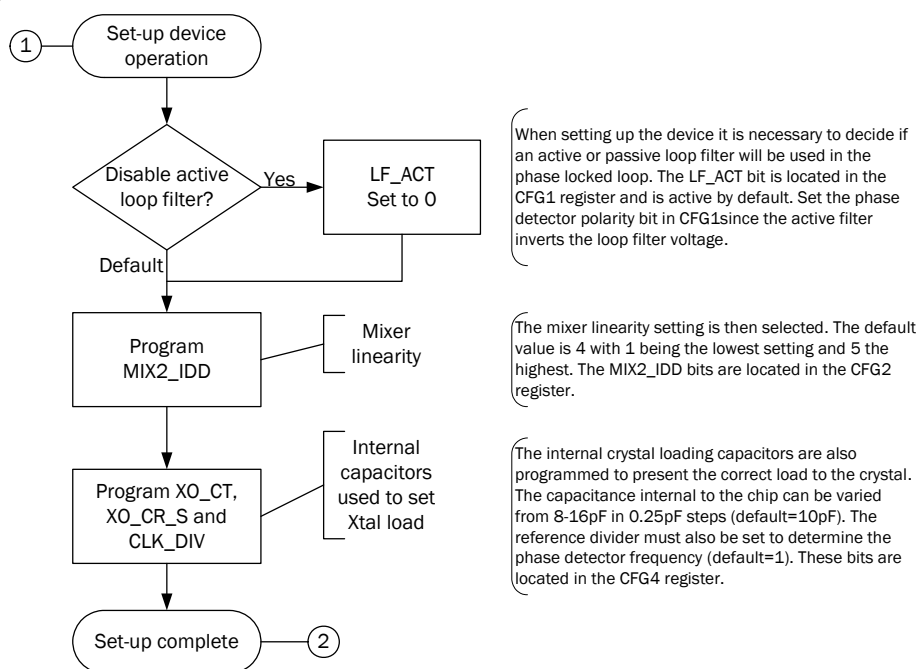 1
Set-up device
operation
Disable active
loop filter?
Yes
LF_ACT
Set to 0
When setting up the device it is necessary to decide if
an active or passive loop filter will be used in the
phase locked loop. The LF_ACT bit is located in the
CFG1 register and is active by default. Set the phase
detector polarity bit in CFG1since the active filter
inverts the loop filter voltage.
Default
Program
MIX2_IDD
Mixer
linearity
The mixer linearity setting is then selected. The default
value is 4 with 1 being the lowest setting and 5 the
highest. The MIX2_IDD bits are located in the CFG2
register.
Program XO_CT,
XO_CR_S and
CLK_DIV
Internal
capacitors
used to set
Xtal load
The internal crystal loading capacitors are also
programmed to present the correct load to the crystal.
The capacitance internal to the chip can be varied
from 8-16pF in 0.25pF steps (default=10pF). The
reference divider must also be set to determine the
phase detector frequency (default=1). These bits are
located in the CFG4 register.
Set-up complete
2